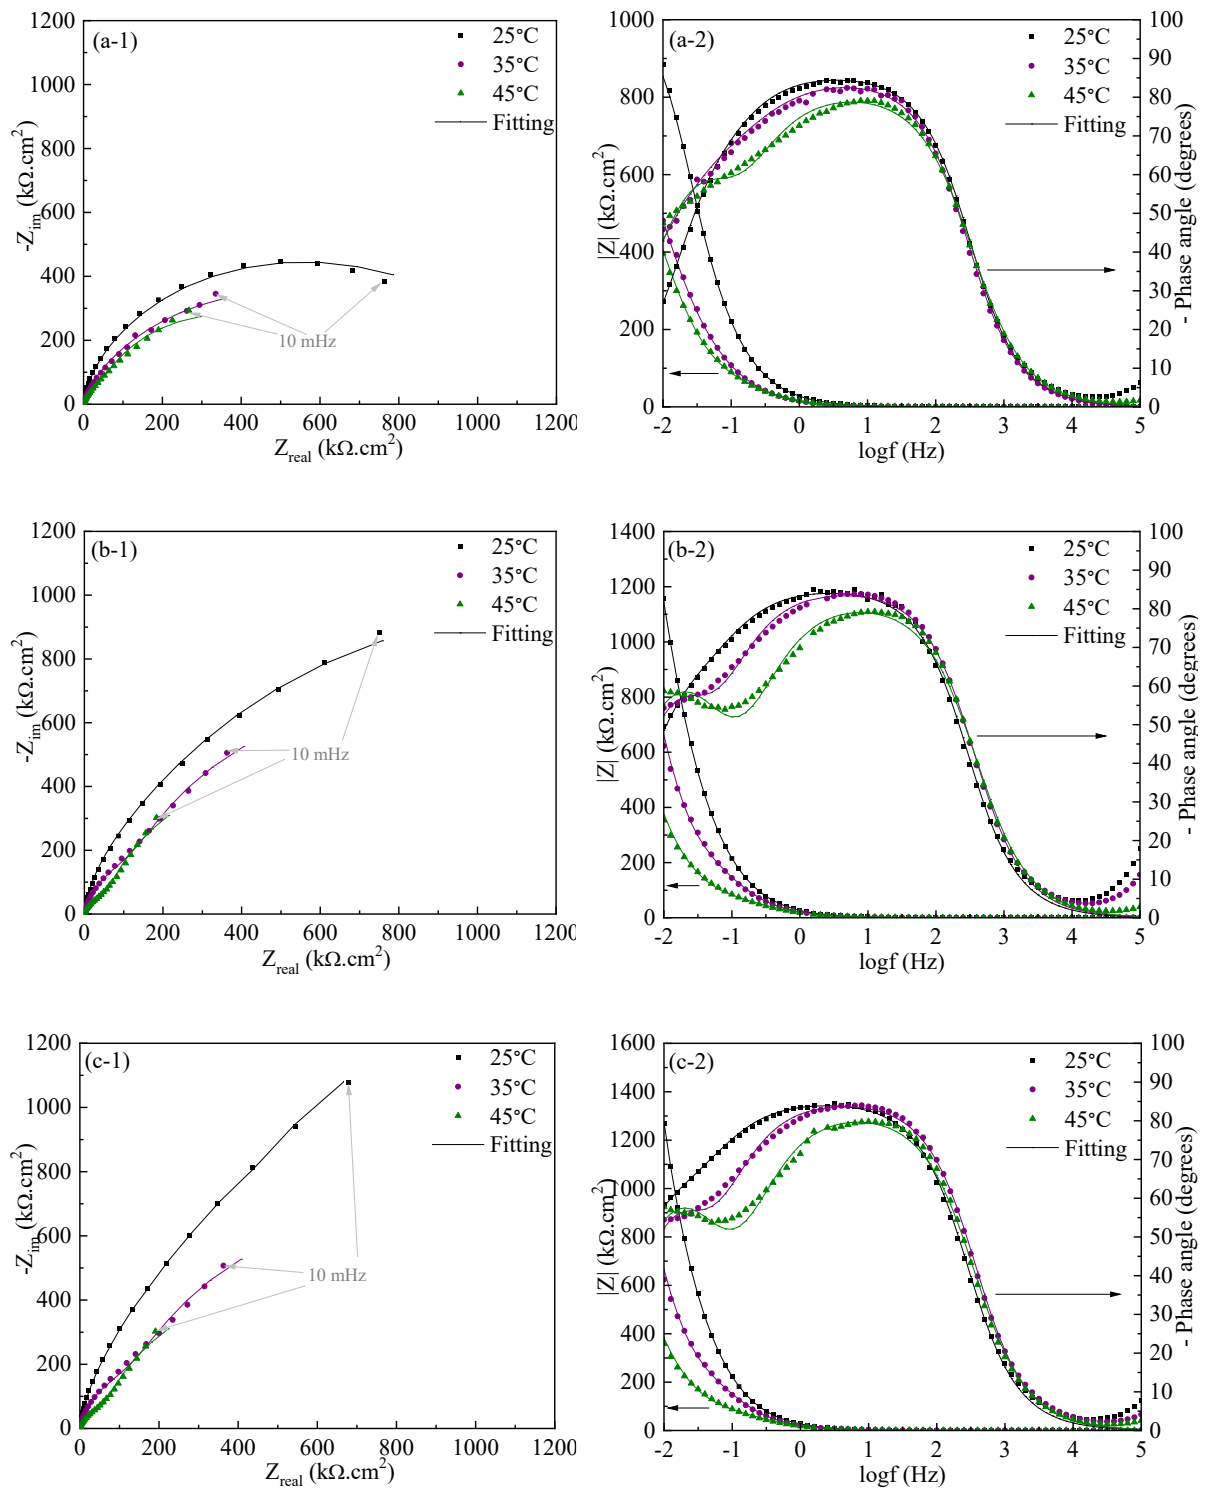 (a-1)
25°C
35°C
45°C
Fitting
10 mHz
1200
1000
800
600
400
200
0
0 200 400 600 800 1000 1200
-Z_im (kΩ.cm²)
Z_real (kΩ.cm²)
(a-2)
25°C
35°C
45°C
Fitting
1000
800
600
400
200
0
100
90
80
70
60
50
40
30
20
10
0
-2 -1 0 1 2 3 4 5
|Z| (kΩ.cm²)
- Phase angle (degrees)
logf (Hz)
(b-1)
25°C
35°C
45°C
Fitting
10 mHz
1200
1000
800
600
400
200
0
0 200 400 600 800 1000 1200
-Z_im (kΩ.cm²)
Z_real (kΩ.cm²)
(b-2)
25°C
35°C
45°C
Fitting
1400
1200
1000
800
600
400
200
0
100
90
80
70
60
50
40
30
20
10
0
-2 -1 0 1 2 3 4 5
|Z| (kΩ.cm²)
- Phase angle (degrees)
logf (Hz)
(c-1)
25°C
35°C
45°C
Fitting
10 mHz
1200
1000
800
600
400
200
0
0 200 400 600 800 1000 1200
-Z_im (kΩ.cm²)
Z_real (kΩ.cm²)
(c-2)
25°C
35°C
45°C
Fitting
1600
1400
1200
1000
800
600
400
200
0
100
90
80
70
60
50
40
30
20
10
0
-2 -1 0 1 2 3 4 5
|Z| (kΩ.cm²)
- Phase angle (degrees)
logf (Hz)